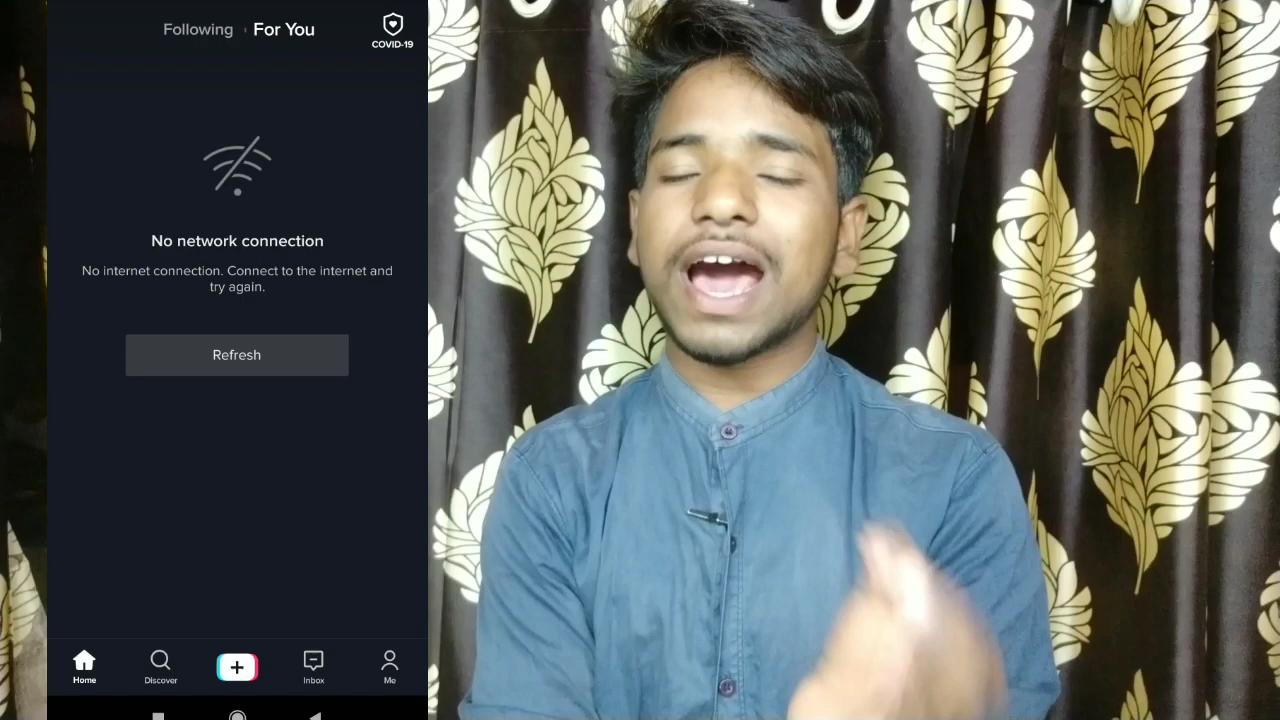 Following For You
COVID-19
No network connection
No internet connection. Connect to the internet and
try again.
Refresh
Home Discover Inbox Me